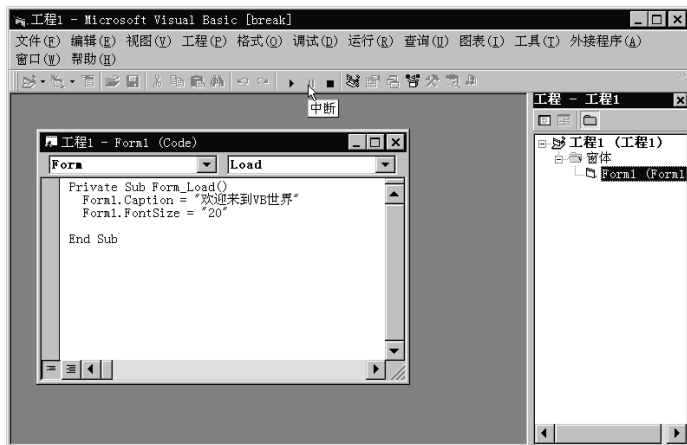 工程1 - Microsoft Visual Basic [break]
文件(F) 编辑(E) 视图(V) 工程(P) 格式(O) 调试(D) 运行(R) 查询(U) 图表(I) 工具(T) 外接程序(A)
窗口(W) 帮助(H)
中断
工程 - 工程1
工程1 (工程1)
窗体
Form1 (Form1
工程1 - Form1 (Code)
Form Load
Private Sub Form_Load()
Form1.Caption = "欢迎来到VB世界"
Form1.FontSize = "20"
End Sub